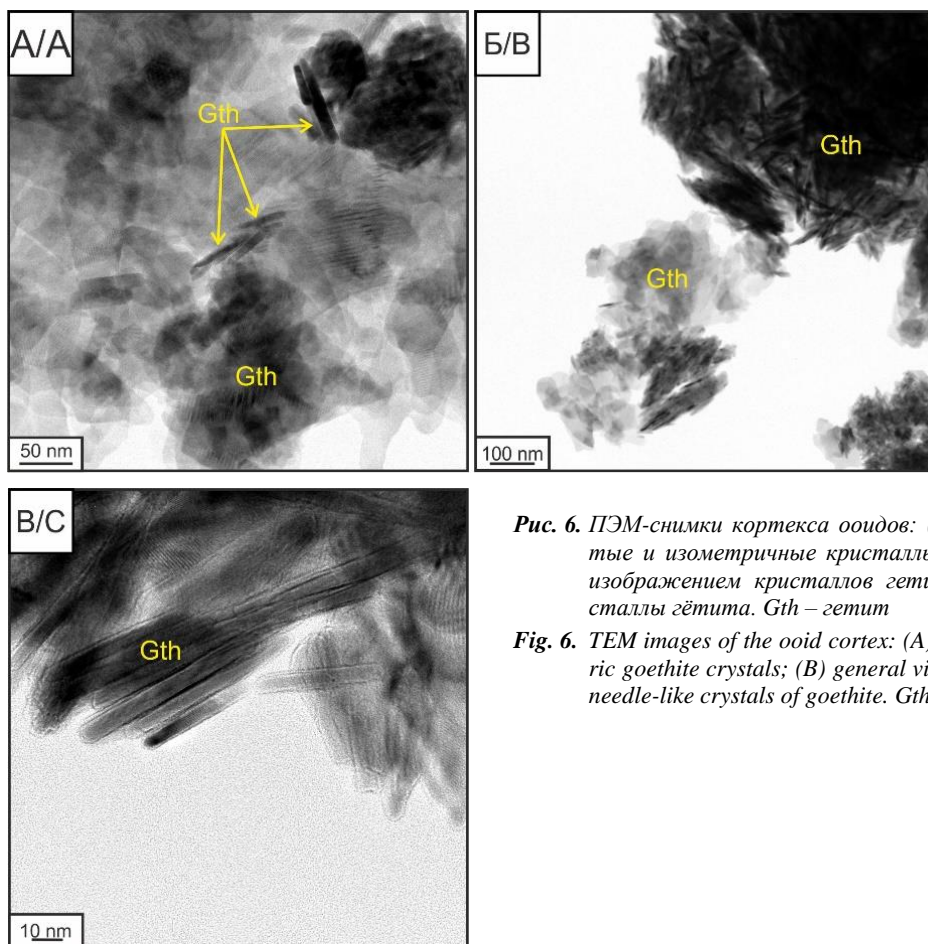 А/A
Gth
Gth
50 nm
Б/B
Gth
Gth
100 nm
В/C
Gth
10 nm
Рис. 6. ПЭМ-снимки кортекса ооидов: (
тые и изометричные кристаллы
изображением кристаллов гети
сталлы гётита. Gth – гетит
Fig. 6. TEM images of the ooid cortex: (A)
ric goethite crystals; (B) general vi
needle-like crystals of goethite. Gth